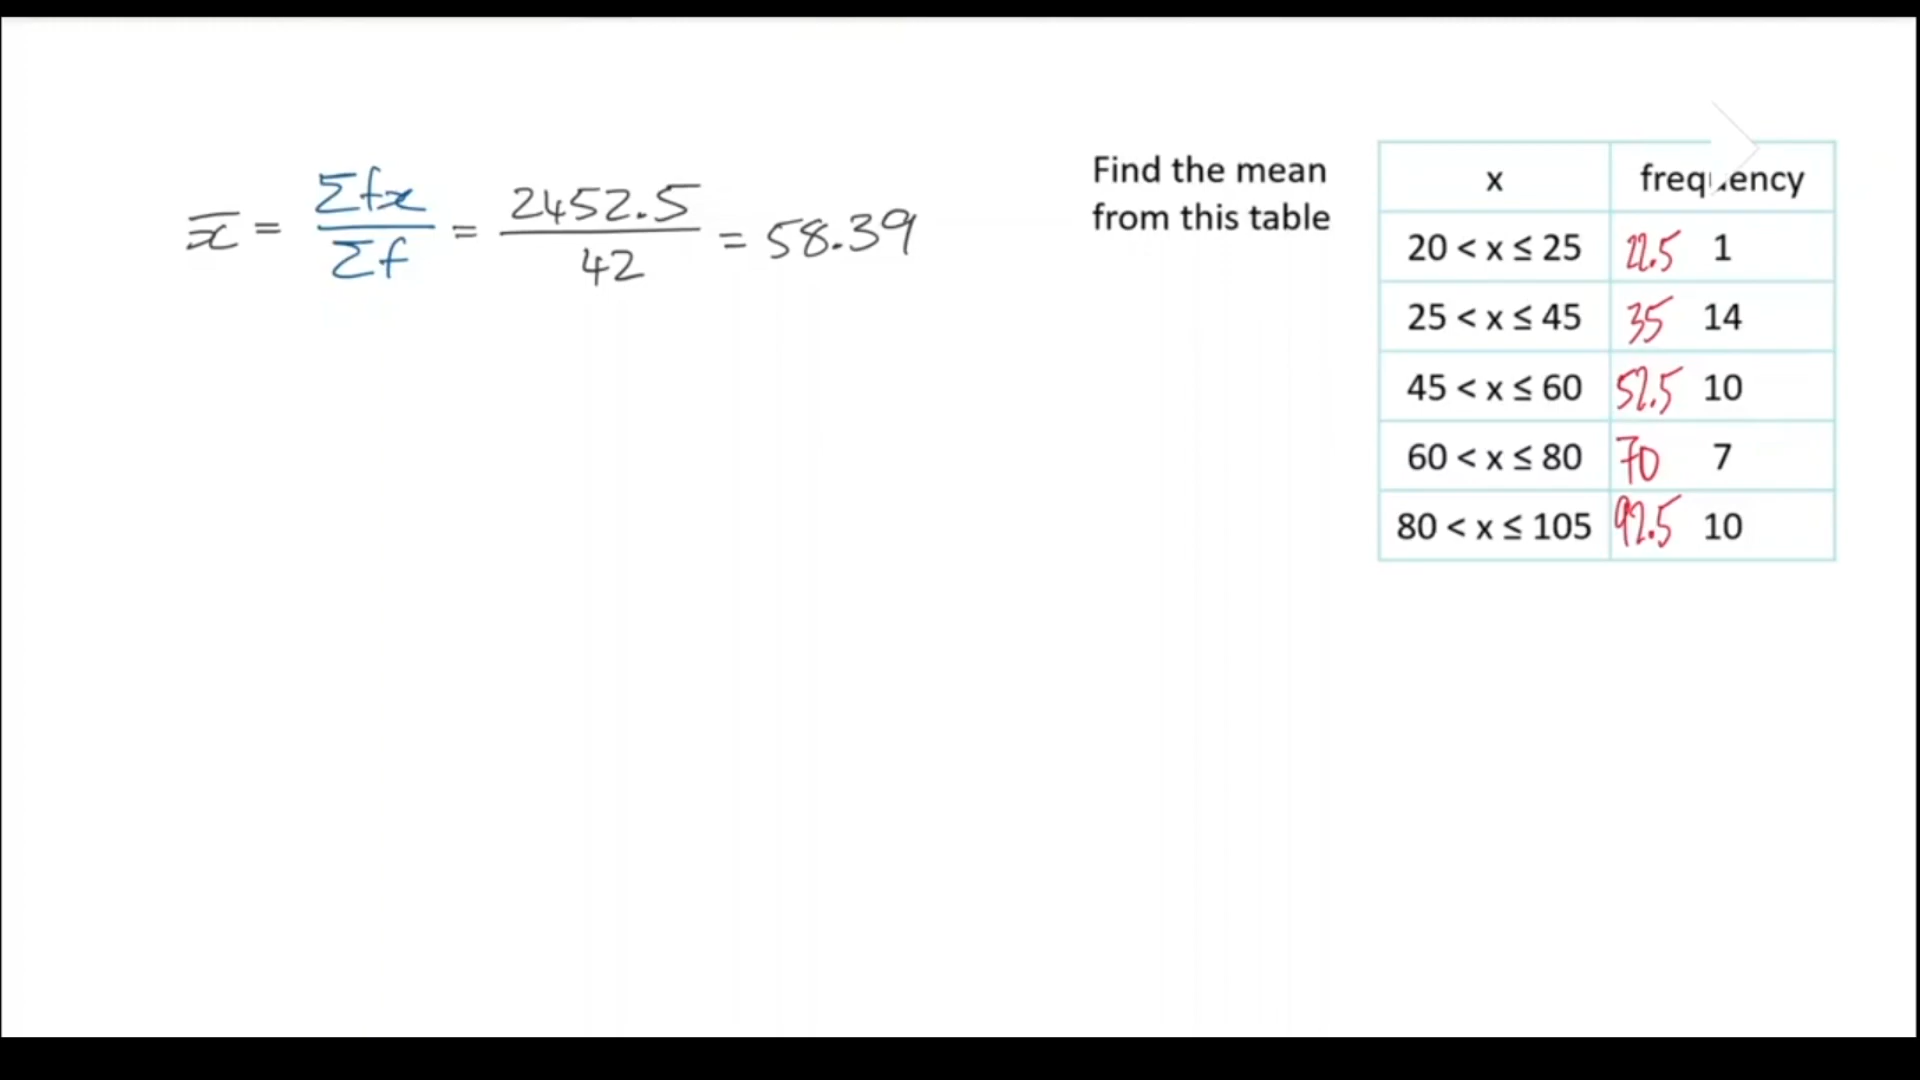 x̄ = Σfx / Σf = 2452.5 / 42 = 58.39
Find the mean
from this table
x frequency
20 < x ≤ 25 22.5 1
25 < x ≤ 45 35 14
45 < x ≤ 60 52.5 10
60 < x ≤ 80 70 7
80 < x ≤ 105 92.5 10